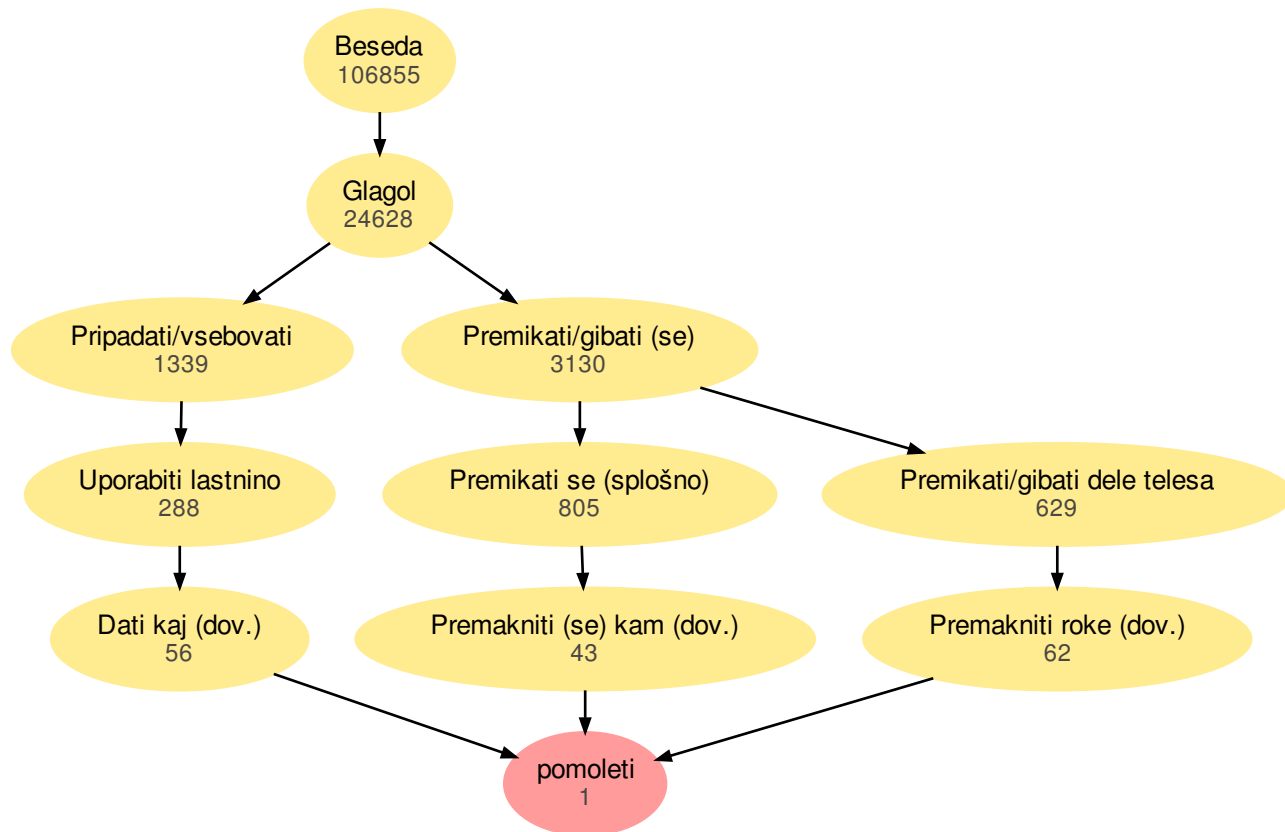 Beseda
106855
Glagol
24628
Pripadati/vsebovati
1339
Premikati/gibati (se)
3130
Uporabiti lastnino
288
Premikati se (splošno)
805
Premikati/gibati dele telesa
629
Dati kaj (dov.)
56
Premakniti (se) kam (dov.)
43
Premakniti roke (dov.)
62
pomoleti
1